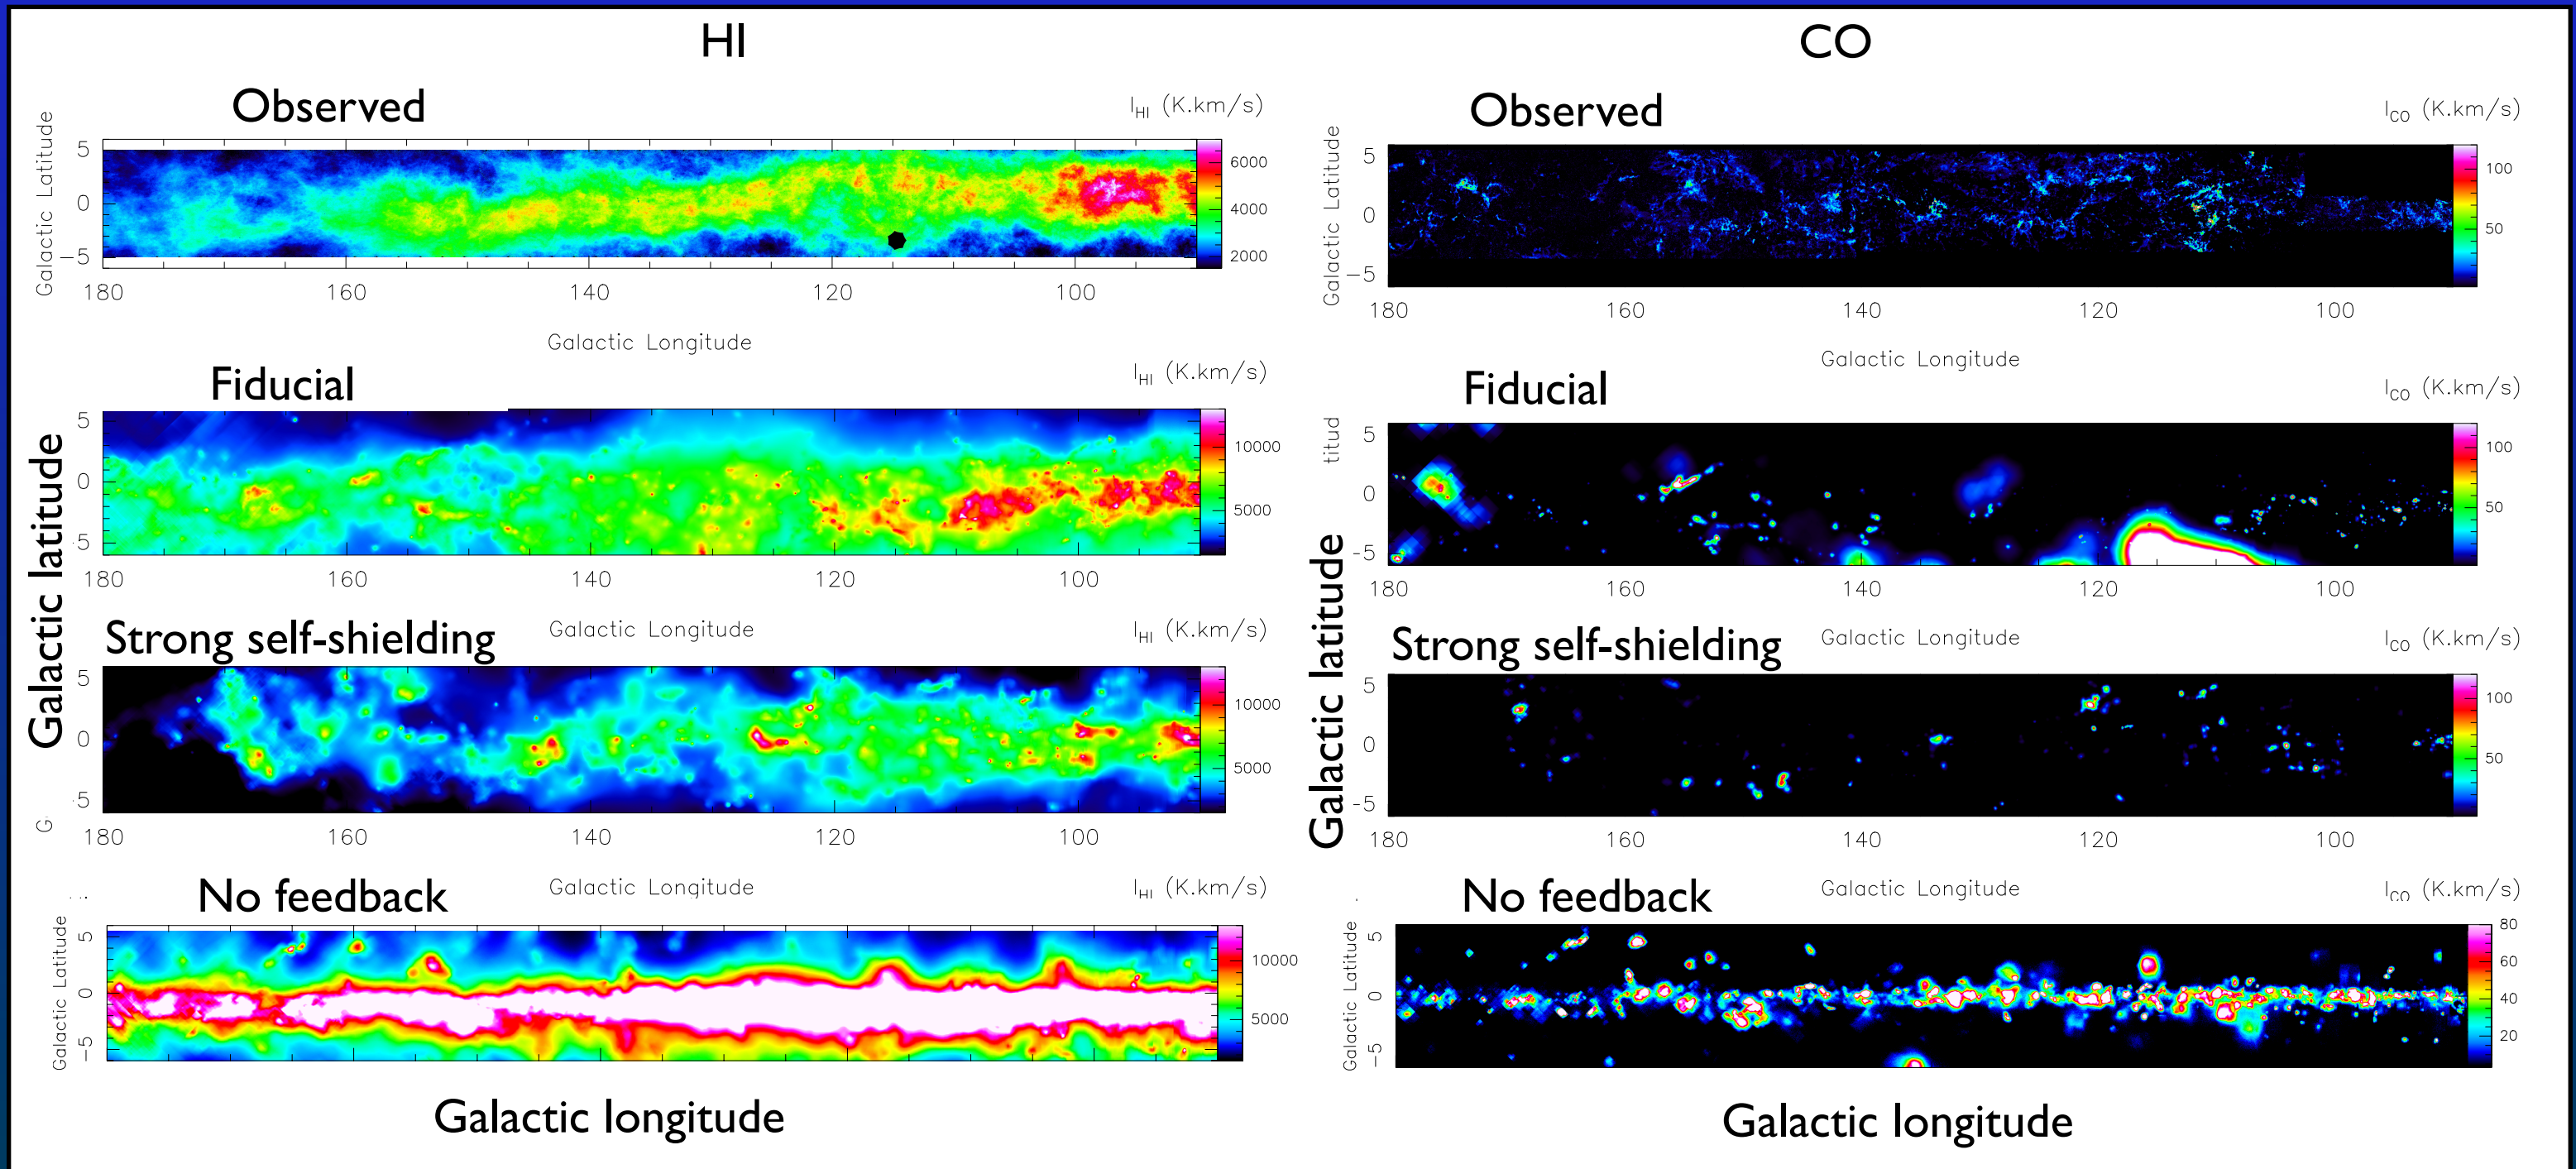 HI
Observed
I_HI (K.km/s)
Galactic Latitude
5
0
−5
6000
4000
2000
180 160 140 120 100
Galactic Longitude
Fiducial
I_HI (K.km/s)
5
0
5
10000
5000
180 160 140 120 100
Galactic latitude
Strong self-shielding
Galactic Longitude
I_HI (K.km/s)
5
0
5
G
10000
5000
180 160 140 120 100
No feedback
Galactic Longitude
I_HI (K.km/s)
Galactic Latitude
5
0
−5
10000
5000
Galactic longitude
CO
Observed
I_CO (K.km/s)
Galactic Latitude
5
0
−5
100
50
180 160 140 120 100
Galactic Longitude
Fiducial
I_CO (K.km/s)
titud
5
0
-5
100
50
180 160 140 120 100
Galactic latitude
Strong self-shielding
Galactic Longitude
I_CO (K.km/s)
5
0
-5
100
50
180 160 140 120 100
No feedback
Galactic Longitude
I_CO (K.km/s)
Galactic Latitude
5
0
−5
80
60
40
20
Galactic longitude